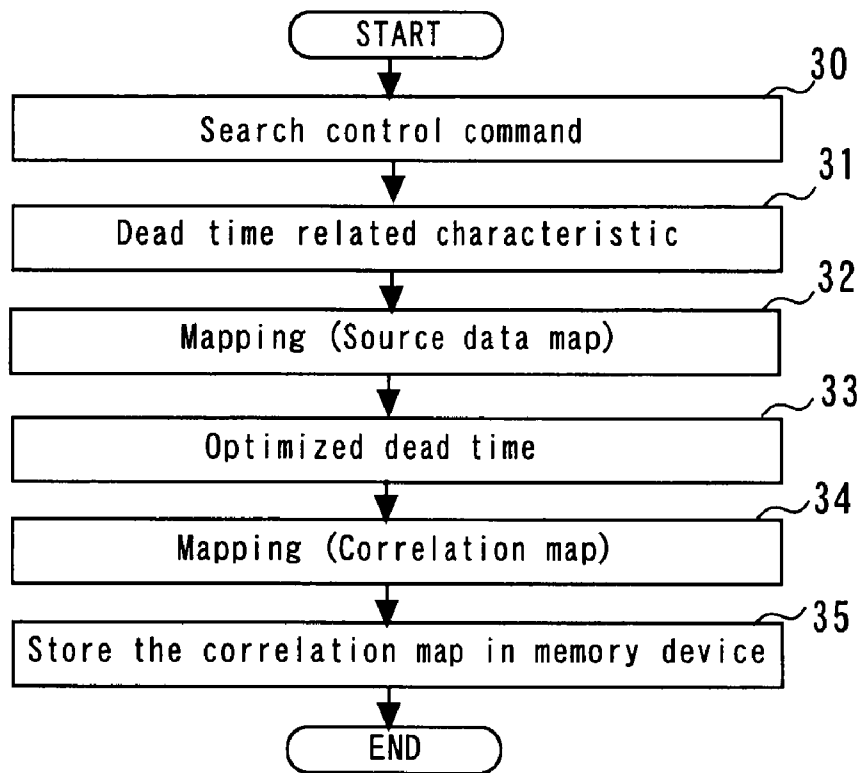 START
30
Search control command
31
Dead time related characteristic
32
Mapping (Source data map)
33
Optimized dead time
34
Mapping (Correlation map)
35
Store the correlation map in memory device
END